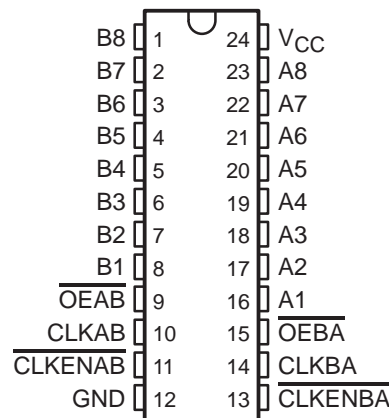 B8 1 24 VCC
B7 2 23 A8
B6 3 22 A7
B5 4 21 A6
B4 5 20 A5
B3 6 19 A4
B2 7 18 A3
B1 8 17 A2
OEAB 9 16 A1
CLKAB 10 15 OEBA
CLKENAB 11 14 CLKBA
GND 12 13 CLKENBA